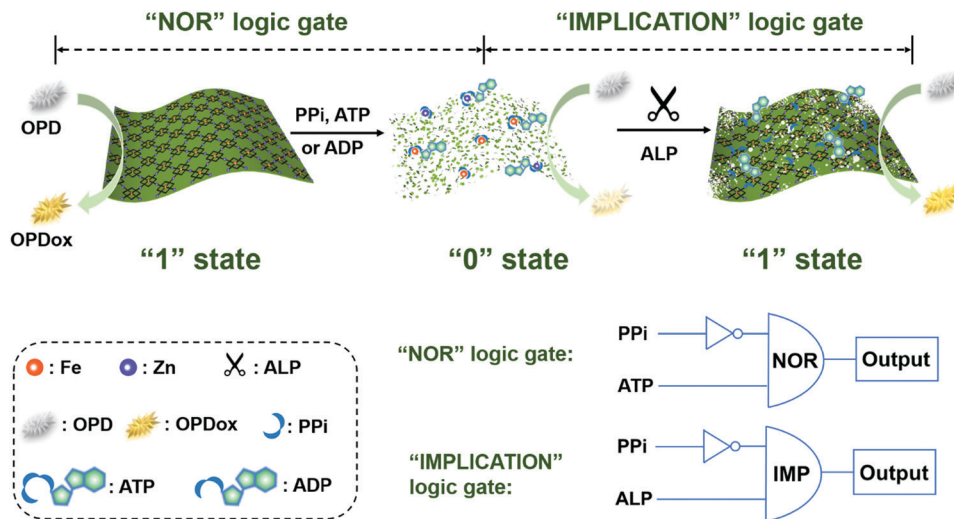 “NOR” logic gate
“IMPLICATION” logic gate
OPD
OPDox
PPi, ATP
or ADP
ALP
“1” state
“0” state
“1” state
: Fe
: Zn
: ALP
: OPD
: OPDox
: PPi
: ATP
: ADP
“NOR” logic gate:
PPi
ATP
NOR
Output
“IMPLICATION”
logic gate:
PPi
ALP
IMP
Output